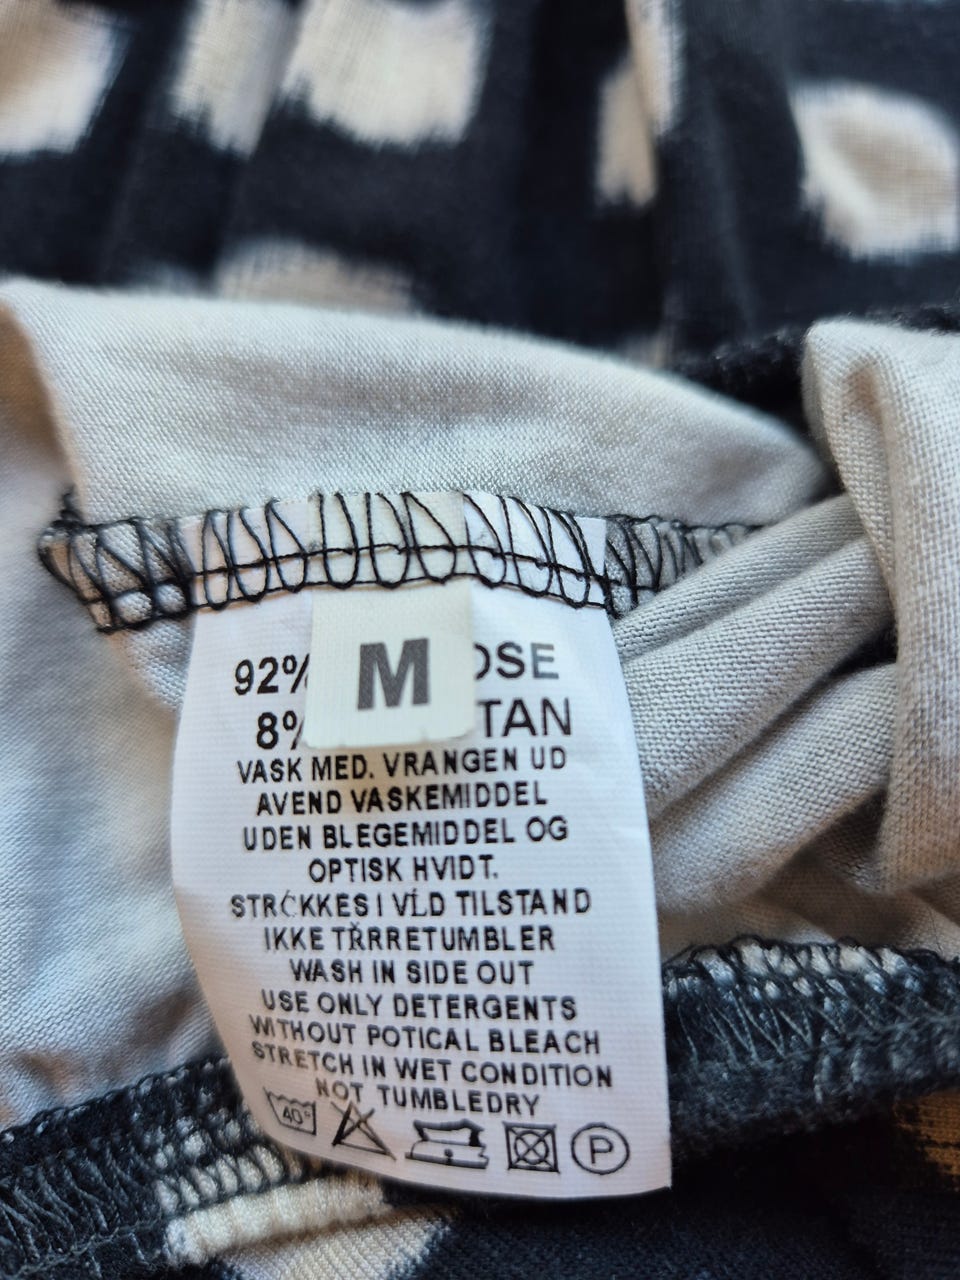 M
92% OSE
8% TAN
VASK MED. VRANGEN UD
AVEND VASKEMIDDEL
UDEN BLEGEMIDDEL OG
OPTISK HVIDT.
STRĊKKES I VĹD TILSTAND
IKKE TŘRRETUMBLER
WASH IN SIDE OUT
USE ONLY DETERGENTS
WITHOUT POTICAL BLEACH
STRETCH IN WET CONDITION
NOT TUMBLEDRY
40° P